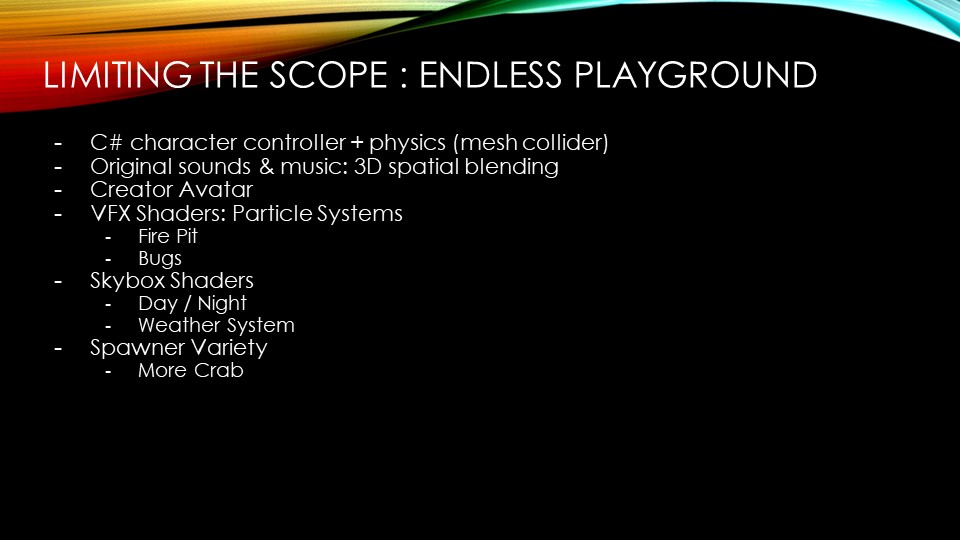 LIMITING THE SCOPE : ENDLESS PLAYGROUND
- C# character controller + physics (mesh collider)
- Original sounds & music: 3D spatial blending
- Creator Avatar
- VFX Shaders: Particle Systems
- Fire Pit
- Bugs
- Skybox Shaders
- Day / Night
- Weather System
- Spawner Variety
- More Crab